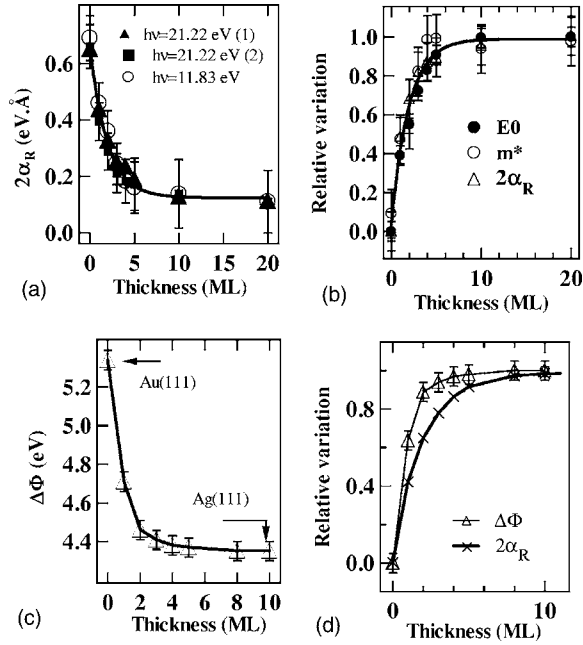 (a)
2αR (eV.Å)
0.6
0.4
0.2
0.0
hν=21.22 eV (1)
hν=21.22 eV (2)
hν=11.83 eV
0 5 10 15 20
Thickness (ML)
(b)
Relative variation
1.0
0.8
0.6
0.4
0.2
0.0
E0
m*
2αR
0 10 20
Thickness (ML)
(c)
ΔΦ (eV)
5.2
5.0
4.8
4.6
4.4
Au(111)
Ag(111)
0 2 4 6 8 10
Thickness (ML)
(d)
Relative variation
0.8
0.4
0.0
ΔΦ
2αR
0 5 10
Thickness (ML)